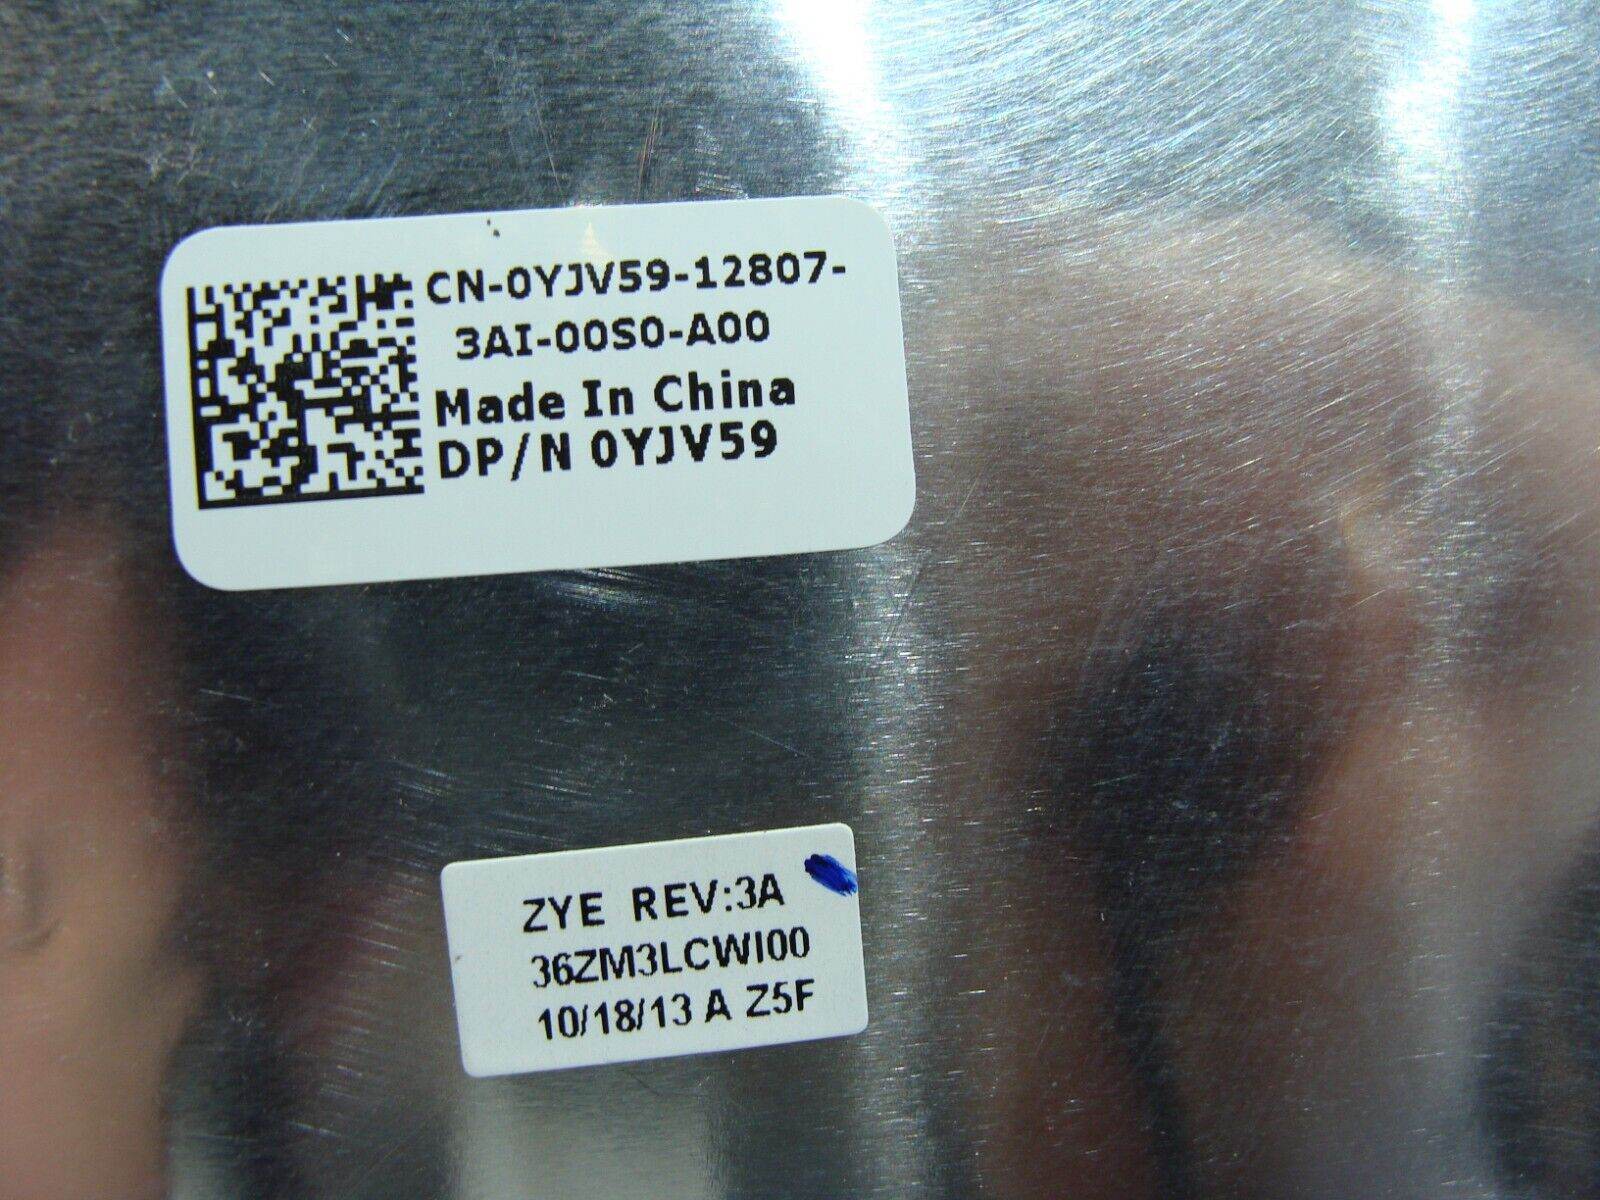 CN-0YJV59-12807-
3AI-00S0-A00
Made In China
DP/N 0YJV59
ZYE REV:3A
36ZM3LCWI00
10/18/13 A Z5F